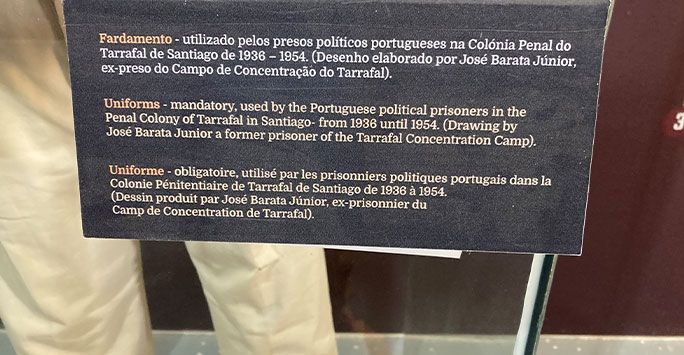 Fardamento - utilizado pelos presos políticos portugueses na Colónia Penal do
Tarrafal de Santiago de 1936 – 1954. (Desenho elaborado por José Barata Júnior,
ex-preso do Campo de Concentração do Tarrafal).
Uniforms - mandatory, used by the Portuguese political prisoners in the
Penal Colony of Tarrafal in Santiago- from 1936 until 1954. (Drawing by
José Barata Junior a former prisoner of the Tarrafal Concentration Camp).
Uniforme - obligatoire, utilisé par les prisonniers politiques portugais dans la
Colonie Pénitentiaire de Tarrafal de Santiago de 1936 à 1954.
(Dessin produit par José Barata Júnior, ex-prisonnier du
Camp de Concentration de Tarrafal).
3